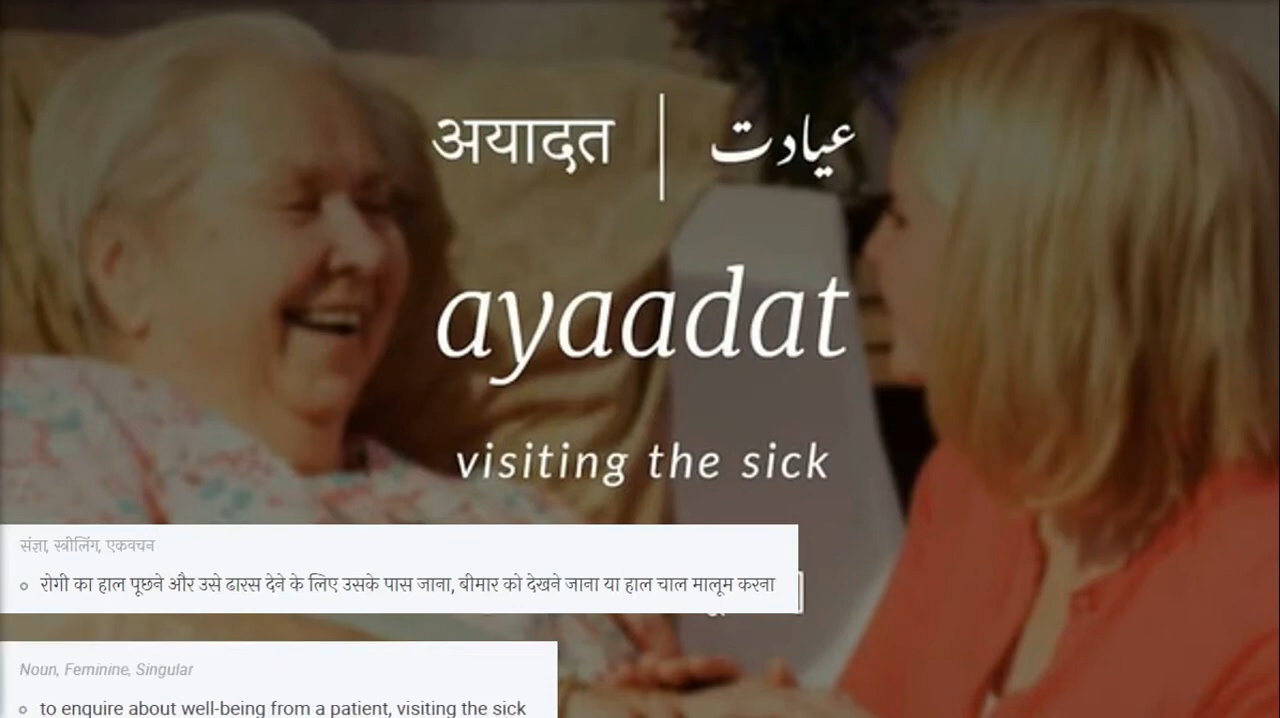 अयादत | عیادت
ayaadat
visiting the sick
संज्ञा, स्त्रीलिंग, एकवचन
रोगी का हाल पूछने और उसे ढारस देने के लिए उसके पास जाना, बीमार को देखने जाना या हाल चाल मालूम करना
Noun, Feminine, Singular
to enquire about well-being from a patient, visiting the sick